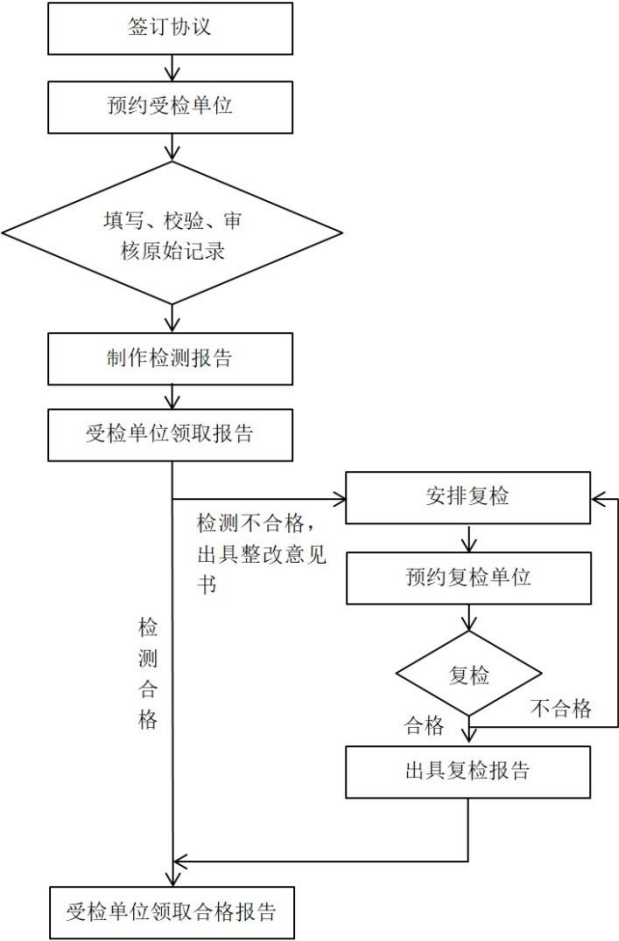 签订协议
预约受检单位
填写、校验、审
核原始记录
制作检测报告
受检单位领取报告
安排复检
检测不合格，
出具整改意见
书
预约复检单位
检
测
合
格
复检
不合格
合格
出具复检报告
受检单位领取合格报告